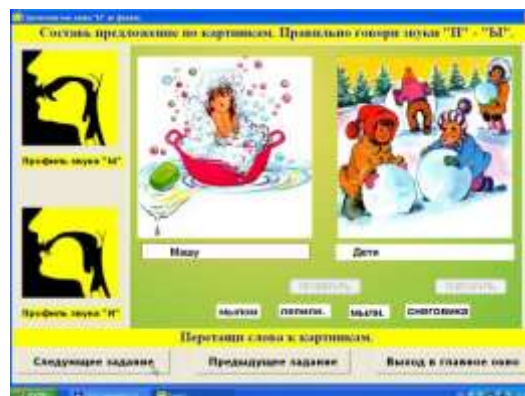 Составь предложение по картинкам. Правильно говори звуки "И" - "Ы".
Профиль звука "Ы"
Машу
Дети
мылом лепили. мыли. снеговика
Профиль звука "И"
Перетащи слова к картинкам.
Следующее задание Предыдущее задание Выход в главное окно